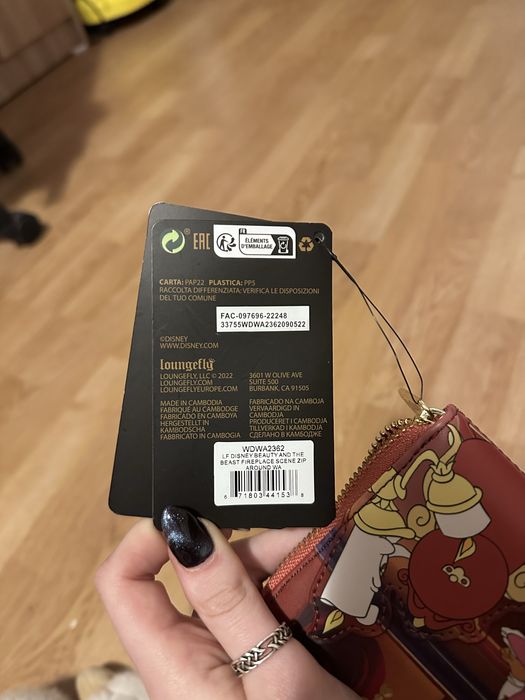 EAC
FR
ÉLÉMENTS
D'EMBALLAGE
CARTA: PAP22 PLASTICA: PP5
RACCOLTA DIFFERENZIATA: VERIFICA LE DISPOSIZIONI
DEL TUO COMUNE
FAC-097696-22248
33755WDWA2362090522
©DISNEY
WWW.DISNEY.COM
loungefly
LOUNGEFLY, LLC © 2022
LOUNGEFLY.COM
LOUNGEFLYEUROPE.COM
3601 W OLIVE AVE
SUITE 500
BURBANK, CA 91505
MADE IN CAMBODIA
FABRIQUÉ AU CAMBODGE
FABRICADO EN CAMBOYA
HERGESTELLT IN
KAMBODSCHA
FABBRICATO IN CAMBOGIA
FABRICADO NA CAMBOJA
VERVAARDIGD IN
CAMBODJA
PRODUCERET I CAMBODJA
TILLVERKAD I KAMBODJA
СДЕЛАНО В КАМБОДЖЕ
WDWA2362
LF DISNEY BEAUTY AND THE
BEAST FIREPLACE SCENE ZIP
AROUND WA
6 71803 44153 8